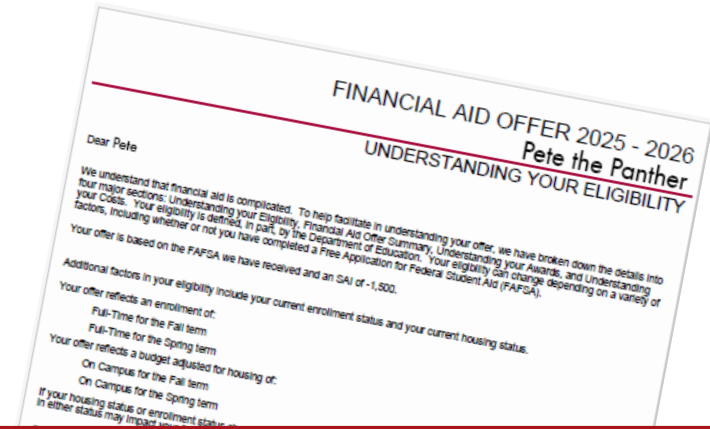 FINANCIAL AID OFFER 2025 - 2026
Pete the Panther
UNDERSTANDING YOUR ELIGIBILITY
Dear Pete
We understand that financial aid is complicated. To help facilitate in understanding your offer, we have broken down the details into
four major sections: Understanding your Eligibility, Financial Aid Offer Summary, Understanding your Awards, and Understanding
your Costs. Your eligibility is defined, in part, by the Department of Education. Your eligibility can change depending on a variety of
factors, including whether or not you have completed a Free Application for Federal Student Aid (FAFSA).
Your offer is based on the FAFSA we have received and an SAI of -1,500.
Additional factors in your eligibility include your current enrollment status and your current housing status.
Your offer reflects an enrollment of:
Full-Time for the Fall term
Full-Time for the Spring term
Your offer reflects a budget adjusted for housing of:
On Campus for the Fall term
On Campus for the Spring term
If your housing status or enrollment status
in either status may impact your